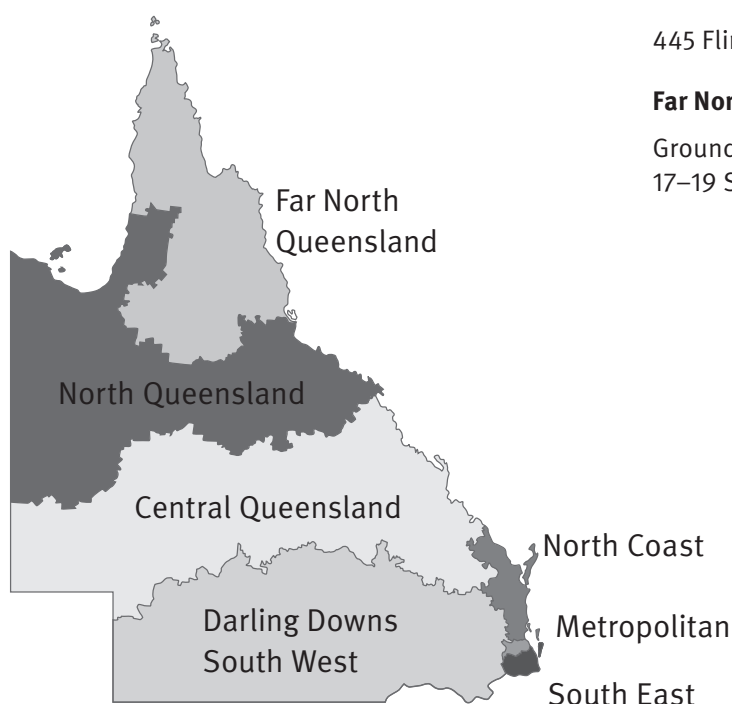 445 Flin
Far Nor
Ground
17–19 S
Far North
Queensland
North Queensland
Central Queensland
North Coast
Darling Downs
South West
Metropolitan
South East